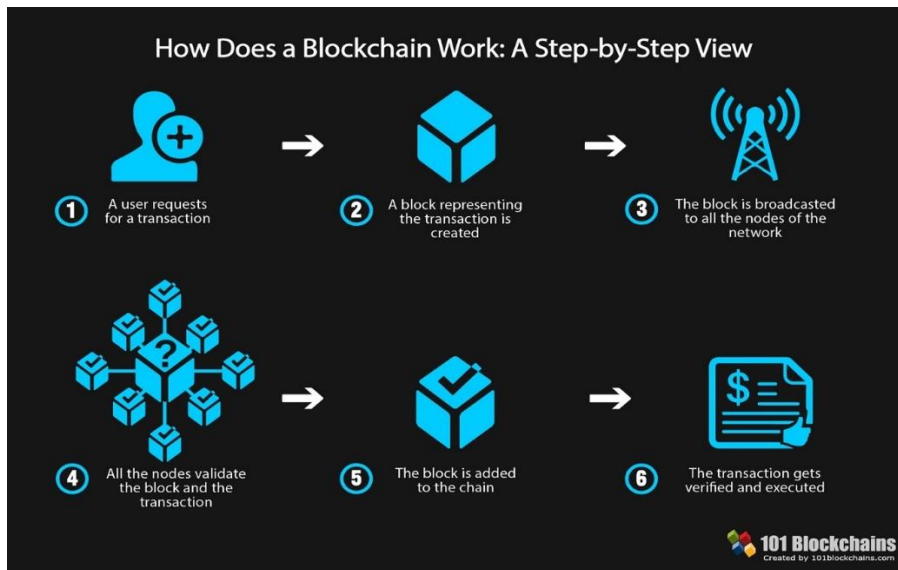 How Does a Blockchain Work: A Step-by-Step View
1
A user requests
for a transaction
2
A block representing
the transaction is
created
3
The block is broadcasted
to all the nodes of the
network
?
4
All the nodes validate
the block and the
transaction
5
The block is added
to the chain
$
6
The transaction gets
verified and executed
101 Blockchains
Created by 101blockchains.com